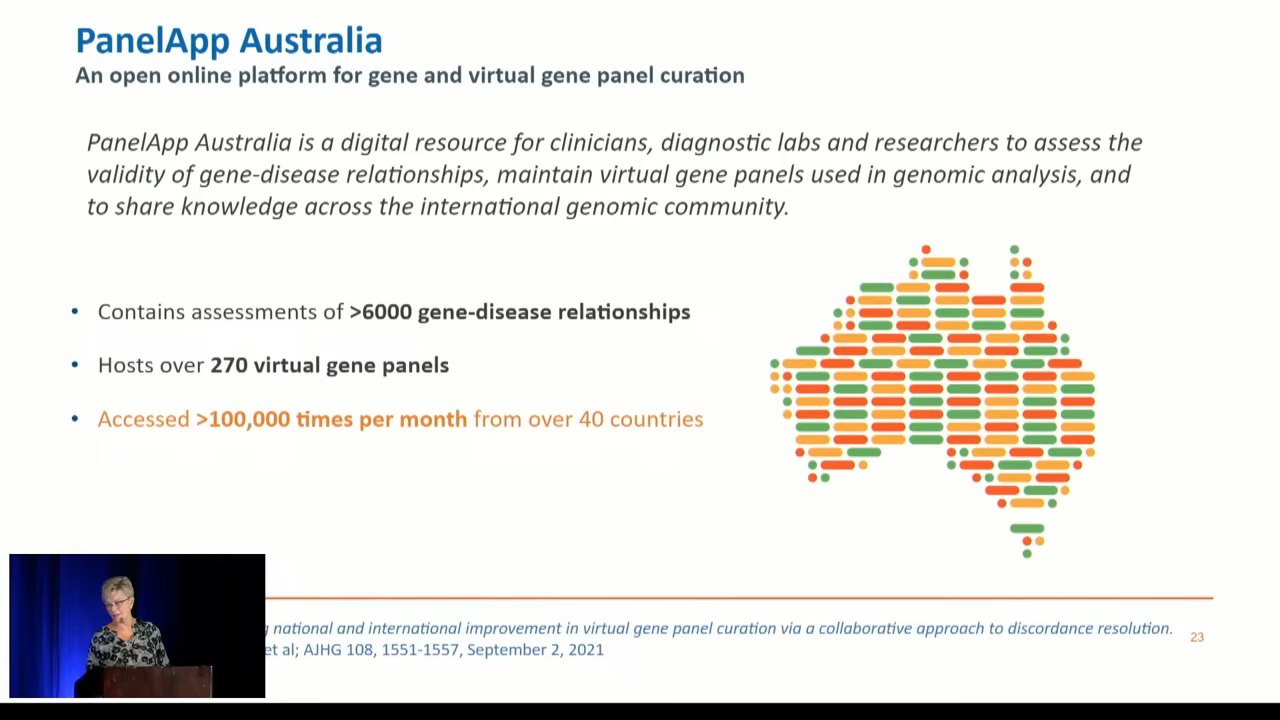 PanelApp Australia
An open online platform for gene and virtual gene panel curation
PanelApp Australia is a digital resource for clinicians, diagnostic labs and researchers to assess the
validity of gene-disease relationships, maintain virtual gene panels used in genomic analysis, and
to share knowledge across the international genomic community.
• Contains assessments of >6000 gene-disease relationships
• Hosts over 270 virtual gene panels
• Accessed >100,000 times per month from over 40 countries
national and international improvement in virtual gene panel curation via a collaborative approach to discordance resolution.
et al; AJHG 108, 1551-1557, September 2, 2021
23